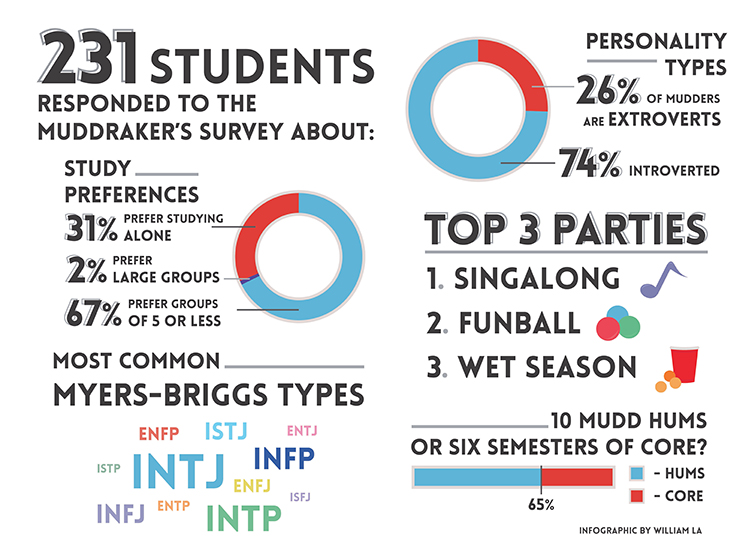 231 STUDENTS
RESPONDED TO THE
MUDDRAKER'S SURVEY ABOUT:
STUDY
PREFERENCES
31% PREFER STUDYING
ALONE
2% PREFER
LARGE GROUPS
67% PREFER GROUPS
OF 5 OR LESS
MOST COMMON
MYERS-BRIGGS TYPES
ENFP ISTJ ENTJ
ISTP INTJ INFP
ENFJ ISFJ
INFJ ENTP INTP
PERSONALITY
TYPES
26% OF MUDDERS
ARE EXTROVERTS
74% INTROVERTED
TOP 3 PARTIES
1. SINGALONG
2. FUNBALL
3. WET SEASON
10 MUDD HUMS
OR SIX SEMESTERS OF CORE?
- HUMS
- CORE
65%
INFOGRAPHIC BY WILLIAM LA